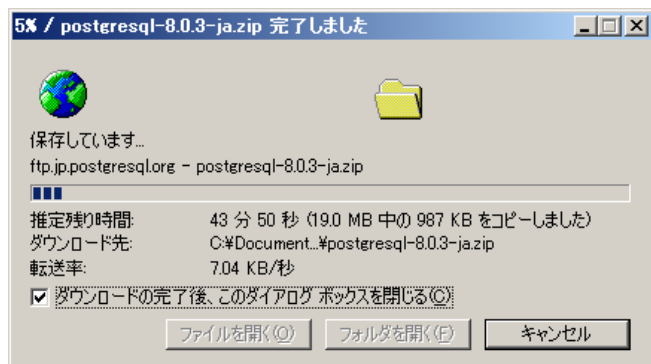 5% / postgresql-8.0.3-ja.zip 完了しました
保存しています...
ftp.jp.postgresql.org - postgresql-8.0.3-ja.zip
推定残り時間: 43 分 50 秒 (19.0 MB 中の 987 KB をコピーしました)
ダウンロード先: C:¥Document...¥postgresql-8.0.3-ja.zip
転送率: 7.04 KB/秒
ダウンロードの完了後、このダイアログ ボックスを閉じる(C)
ファイルを開く(O) フォルダを開く(F) キャンセル